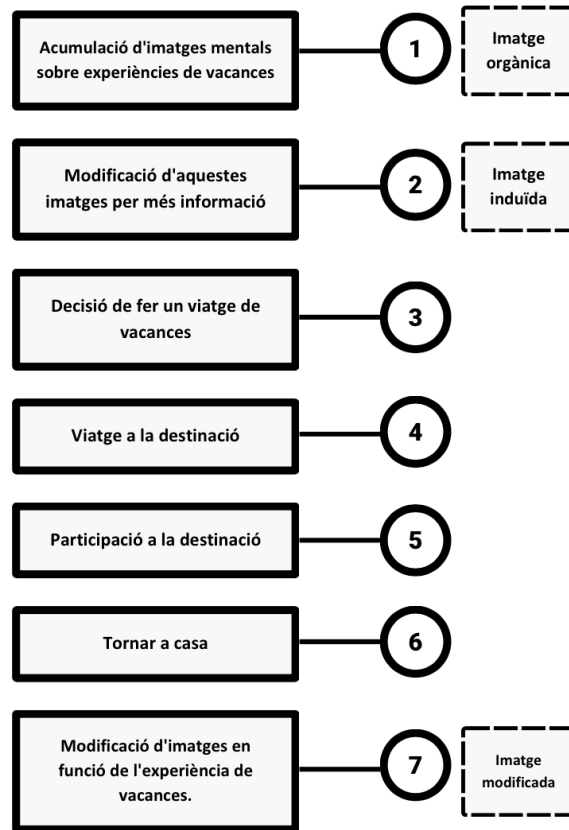 Acumulació d'imatges mentals
sobre experiències de vacances
1
Imatge
orgànica
Modificació d'aquestes
imatges per més informació
2
Imatge
induïda
Decisió de fer un viatge de
vacances
3
Viatge a la destinació
4
Participació a la destinació
5
Tornar a casa
6
Modificació d'imatges en
funció de l'experiència de
vacances.
7
Imatge
modificada